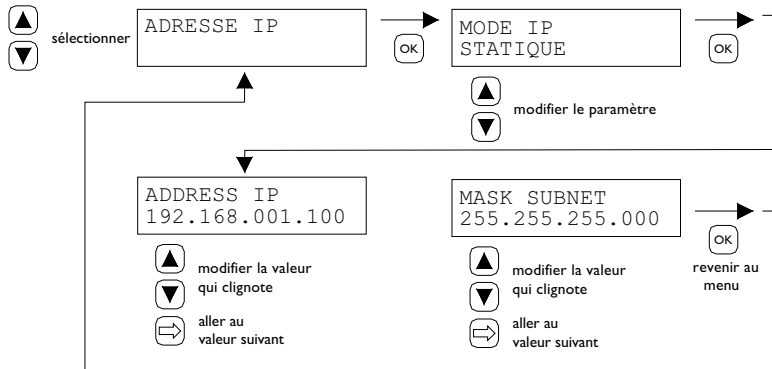 sélectionner
ADRESSE IP
OK
MODE IP
STATIQUE
OK
modifier le paramètre
ADDRESS IP
192.168.001.100
MASK SUBNET
255.255.255.000
OK
revenir au
menu
modifier la valeur
qui clignote
aller au
valeur suivant
modifier la valeur
qui clignote
aller au
valeur suivant